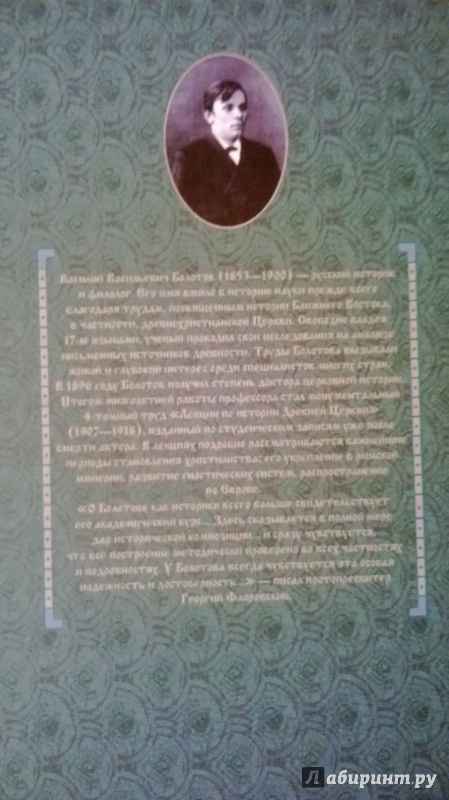 Василий Васильевич Болотов (1853—1900) — русский историк
и филолог. Его имя вошло в историю науки прежде всего
благодаря трудам, посвященным истории Ближнего Востока,
в частности, древнехристианской Церкви. Свободно владея
17-ю языками, ученый проводил свои исследования на анализе
письменных источников древности. Труды Болотова вызывали
живой и глубокий интерес среди специалистов многих стран.
В 1896 году Болотов получил степень доктора церковной истории.
Итогом многолетней работы профессора стал монументальный
4-томный труд «Лекции по истории Древней Церкви»
(1907—1918), изданный по студенческим записям уже после
смерти автора. В лекциях подробно рассматриваются важнейшие
периоды становления христианства: его укрепление в римской
империи, развитие гностических систем, распространение
по Европе.
«О Болотове как историке всего больше свидетельствует
его академический курс... Здесь сказывается в полной мере
дар исторической композиции... и сразу чувствуется,
что всё построение методически проверено во всех частностях
и подробностях. У Болотова всегда чувствуется эта особая
надежность и достоверность...» — писал протопресвитер
Георгий Флоровский.
Лабиринт.ру